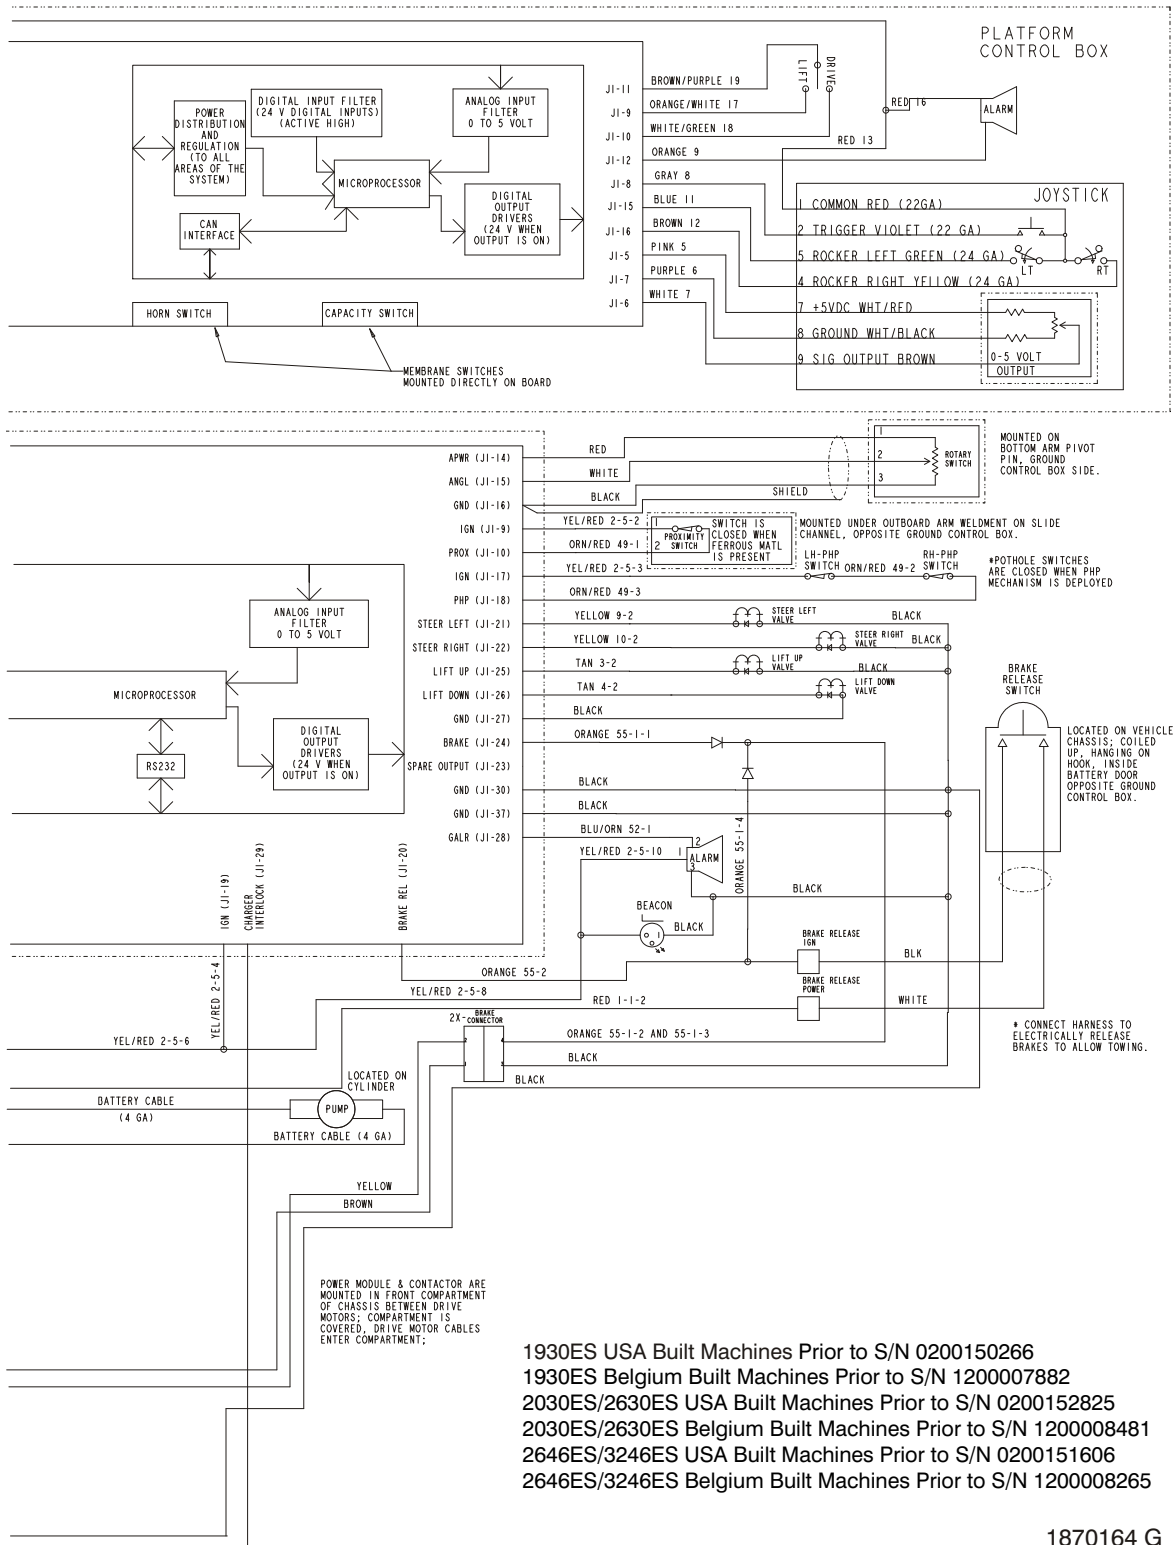 PLATFORM
CONTROL BOX
POWER
DISTRIBUTION
AND
REGULATION
(TO ALL
AREAS OF THE
SYSTEM)
DIGITAL INPUT FILTER
(24 V DIGITAL INPUTS)
(ACTIVE HIGH)
ANALOG INPUT
FILTER
0 TO 5 VOLT
MICROPROCESSOR
CAN
INTERFACE
DIGITAL
OUTPUT
DRIVERS
(24 V WHEN
OUTPUT IS ON)
HORN SWITCH
CAPACITY SWITCH
MEMBRANE SWITCHES
MOUNTED DIRECTLY ON BOARD
J1-11
BROWN/PURPLE 19
J1-9
ORANGE/WHITE 17
J1-10
WHITE/GREEN 18
J1-12
ORANGE 9
J1-8
GRAY 8
J1-15
BLUE 11
J1-16
BROWN 12
J1-5
PINK 5
J1-7
PURPLE 6
J1-6
WHITE 7
LIFT
DRIVE
RED 16
ALARM
RED 13
JOYSTICK
1 COMMON RED (22GA)
2 TRIGGER VIOLET (22 GA)
5 ROCKER LEFT GREEN (24 GA)
LT
RT
4 ROCKER RIGHT YELLOW (24 GA)
7 +5VDC WHT/RED
8 GROUND WHT/BLACK
9 SIG OUTPUT BROWN
0-5 VOLT
OUTPUT
APWR (J1-14)
RED
ANGL (J1-15)
WHITE
GND (J1-16)
BLACK
SHIELD
1
2
3
ROTARY
SWITCH
MOUNTED ON
BOTTOM ARM PIVOT
PIN, GROUND
CONTROL BOX SIDE.
IGN (J1-9)
YEL/RED 2-5-2
PROX (J1-10)
ORN/RED 49-1
1
2
PROXIMITY
SWITCH
SWITCH IS
CLOSED WHEN
FERROUS MATL
IS PRESENT
MOUNTED UNDER OUTBOARD ARM WELDMENT ON SLIDE
CHANNEL, OPPOSITE GROUND CONTROL BOX.
IGN (J1-17)
YEL/RED 2-5-3
LH-PHP
SWITCH
ORN/RED 49-2
RH-PHP
SWITCH
*POTHOLE SWITCHES
ARE CLOSED WHEN PHP
MECHANISM IS DEPLOYED
PHP (J1-18)
ORN/RED 49-3
STEER LEFT (J1-21)
YELLOW 9-2
STEER LEFT
VALVE
BLACK
STEER RIGHT (J1-22)
YELLOW 10-2
STEER RIGHT
VALVE
BLACK
LIFT UP (J1-25)
TAN 3-2
LIFT UP
VALVE
BLACK
LIFT DOWN (J1-26)
TAN 4-2
LIFT DOWN
VALVE
GND (J1-27)
BLACK
BRAKE (J1-24)
ORANGE 55-1-1
SPARE OUTPUT (J1-23)
GND (J1-30)
BLACK
GND (J1-37)
BLACK
GALR (J1-28)
BLU/ORN 52-1
YEL/RED 2-5-10
1
2
3
ALARM
ORANGE 55-1-4
BLACK
BEACON
BLACK
ANALOG INPUT
FILTER
0 TO 5 VOLT
MICROPROCESSOR
RS232
DIGITAL
OUTPUT
DRIVERS
(24 V WHEN
OUTPUT IS ON)
IGN (J1-19)
CHARGER
INTERLOCK (J1-29)
BRAKE REL (J1-20)
BRAKE
RELEASE
SWITCH
LOCATED ON VEHICLE
CHASSIS; COILED
UP, HANGING ON
HOOK, INSIDE
BATTERY DOOR
OPPOSITE GROUND
CONTROL BOX.
BRAKE RELEASE
IGN
BLK
BRAKE RELEASE
POWER
WHITE
* CONNECT HARNESS TO
ELECTRICALLY RELEASE
BRAKES TO ALLOW TOWING.
ORANGE 55-2
YEL/RED 2-5-4
YEL/RED 2-5-8
RED 1-1-2
2X-
BRAKE
CONNECTOR
ORANGE 55-1-2 AND 55-1-3
BLACK
BLACK
YEL/RED 2-5-6
LOCATED ON
CYLINDER
BATTERY CABLE
(4 GA)
PUMP
BATTERY CABLE (4 GA)
YELLOW
BROWN
POWER MODULE & CONTACTOR ARE
MOUNTED IN FRONT COMPARTMENT
OF CHASSIS BETWEEN DRIVE
MOTORS; COMPARTMENT IS
COVERED, DRIVE MOTOR CABLES
ENTER COMPARTMENT;
1930ES USA Built Machines Prior to S/N 0200150266
1930ES Belgium Built Machines Prior to S/N 1200007882
2030ES/2630ES USA Built Machines Prior to S/N 0200152825
2030ES/2630ES Belgium Built Machines Prior to S/N 1200008481
2646ES/3246ES USA Built Machines Prior to S/N 0200151606
2646ES/3246ES Belgium Built Machines Prior to S/N 1200008265
1870164 G